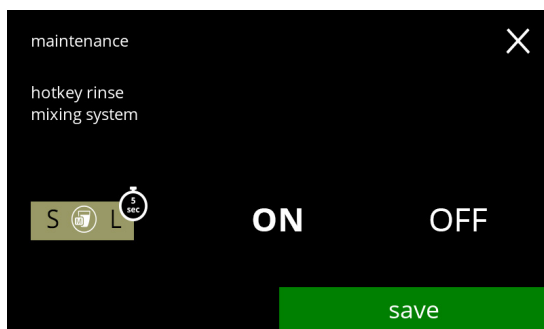 maintenance
hotkey rinse
mixing system
5
sec
S M L
ON
OFF
save